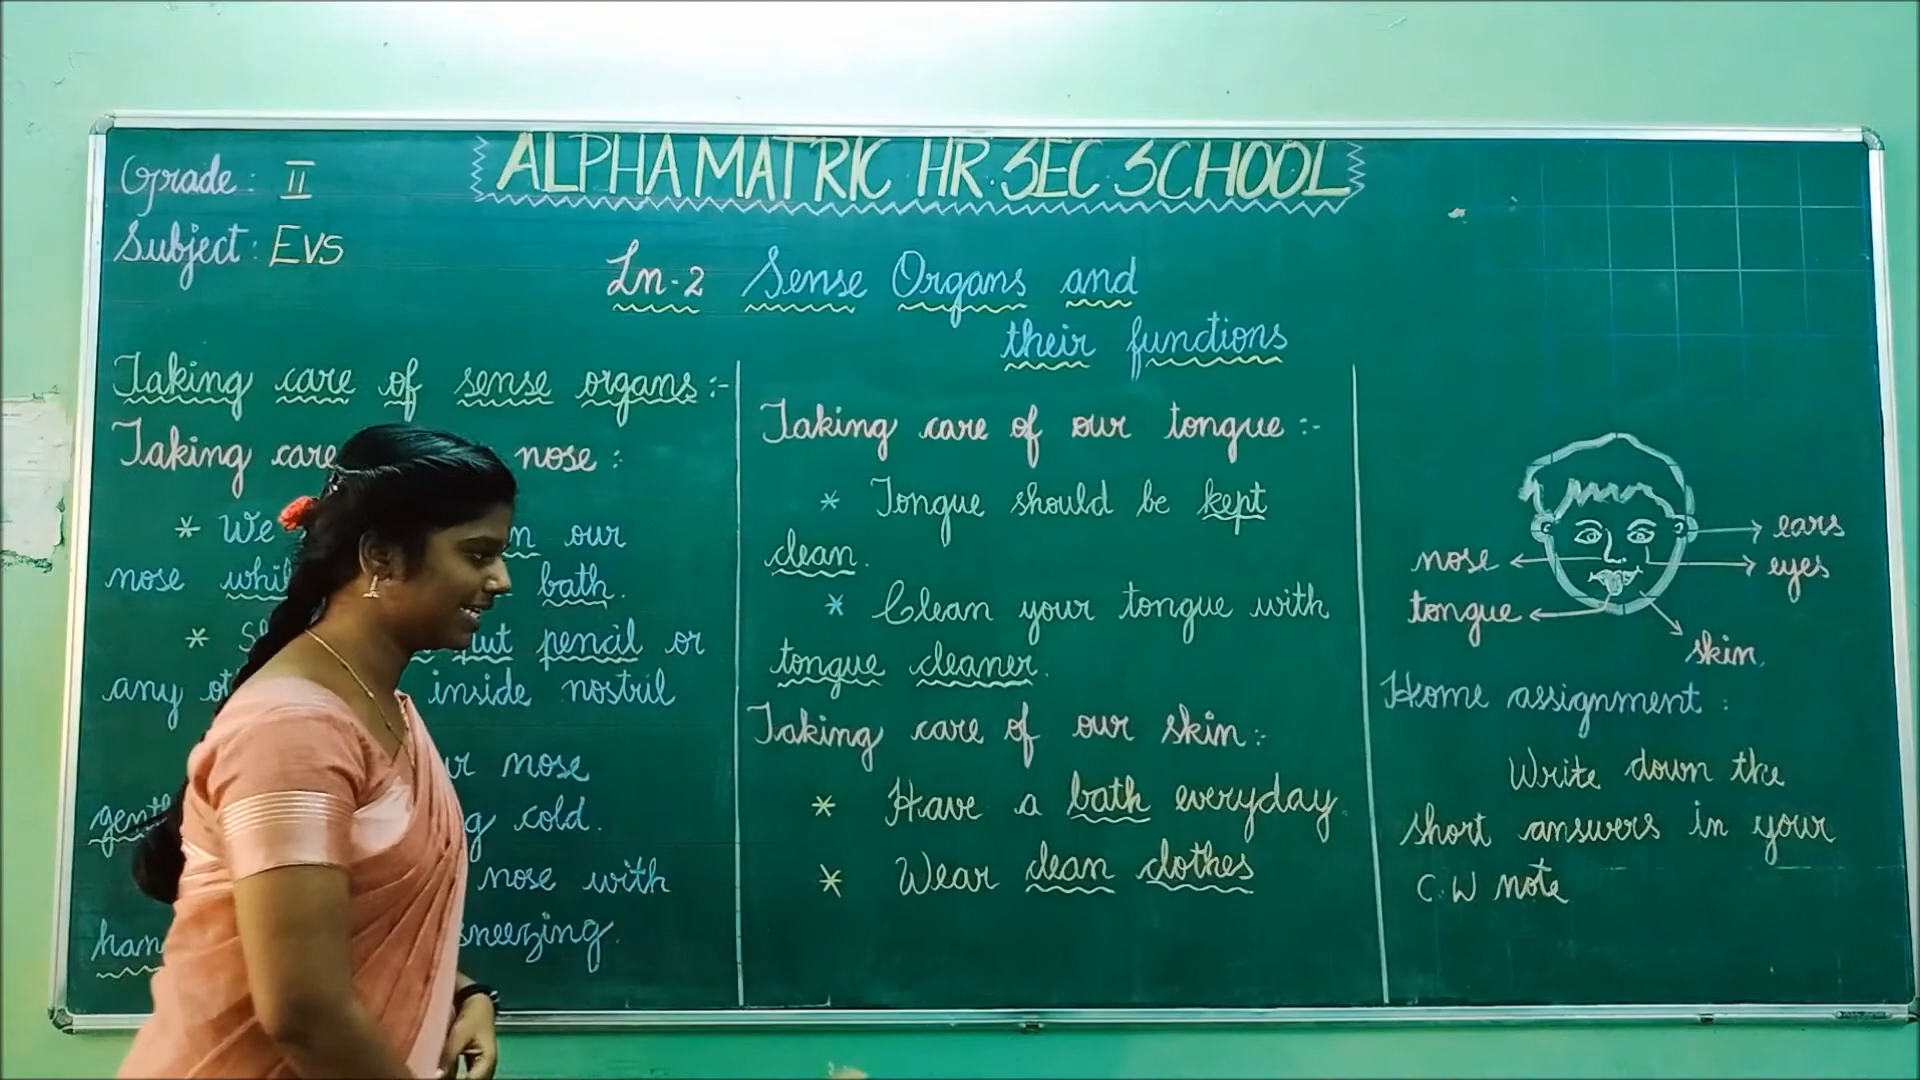 ALPHA MATRIC HR. SEC. SCHOOL
Grade : II
Subject : EVS
Ln-2 Sense Organs and
their functions
Taking care of sense organs :-
Taking care nose :
* We our
nose bath.
* put pencil or
any inside nostril
nose
cold.
nose with
sneezing.
Taking care of our tongue :-
* Tongue should be kept
clean.
* Clean your tongue with
tongue cleaner.
Taking care of our skin :-
* Have a bath everyday.
* Wear clean clothes
ears
nose
eyes
tongue
skin.
Home assignment :
Write down the
short answers in your
C.W note